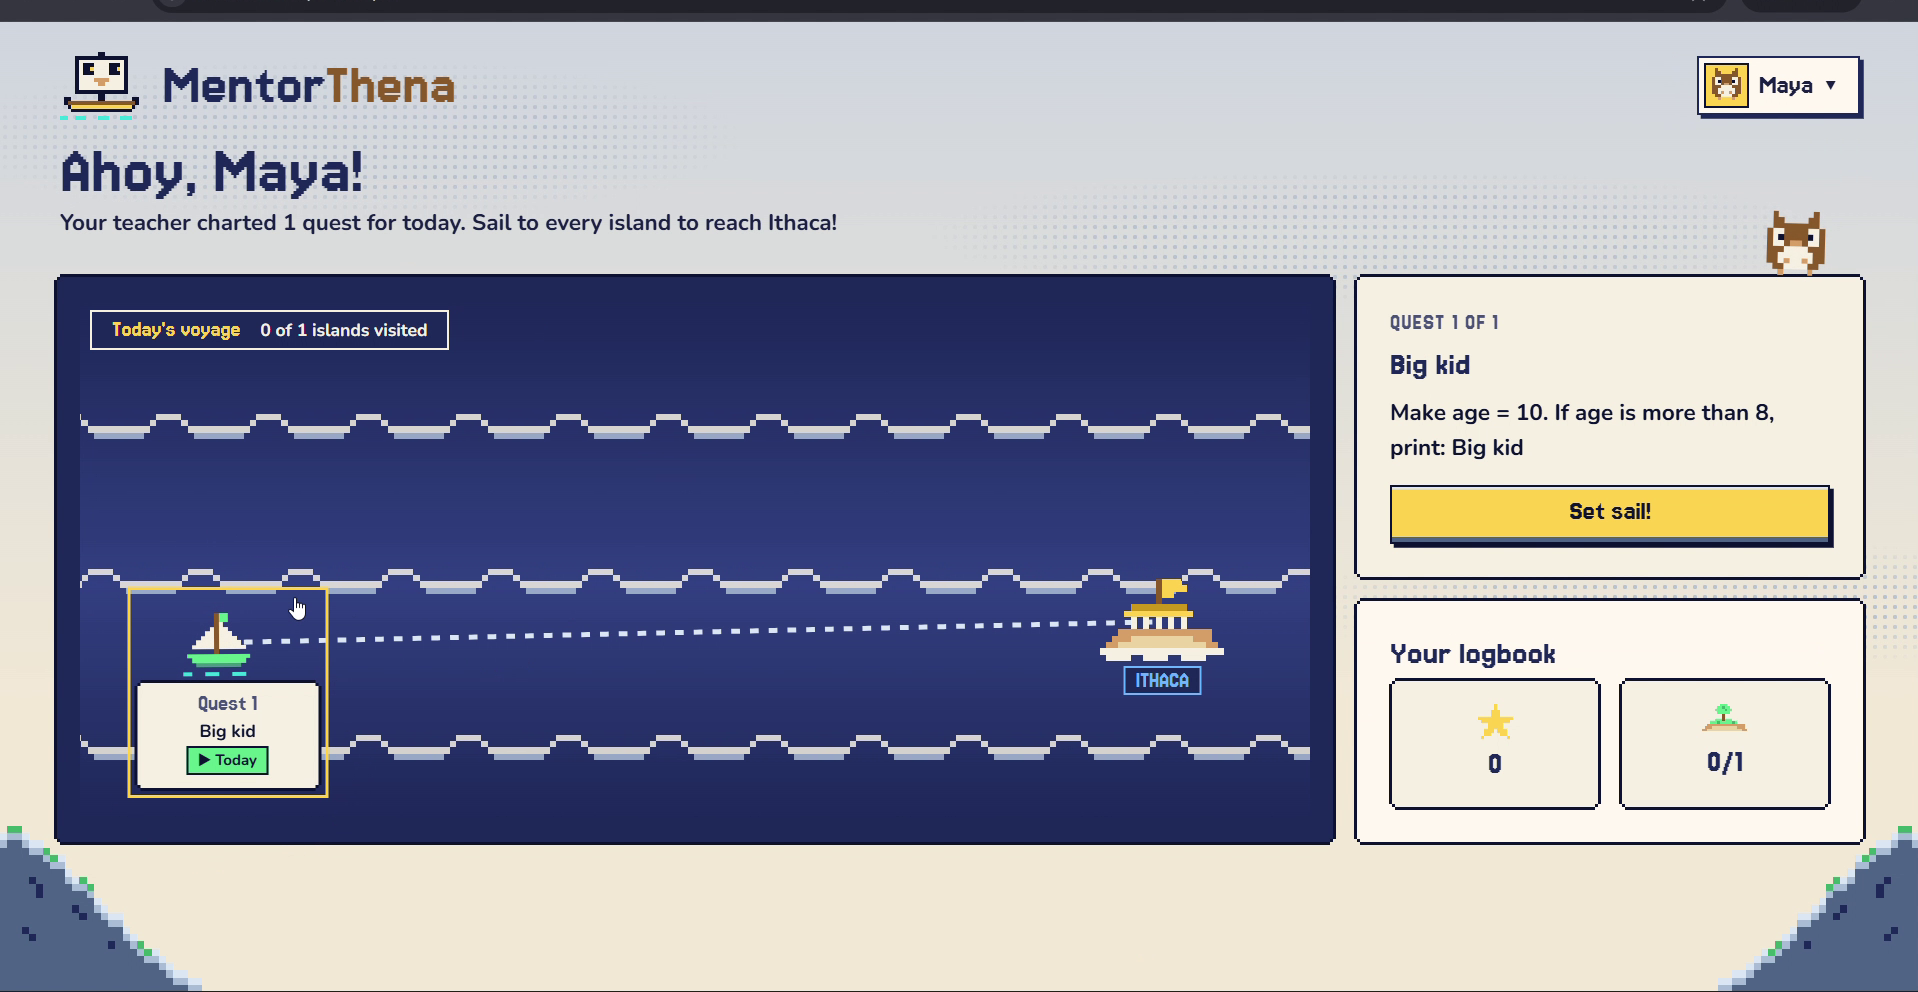 MentorThena
Maya ▼
Ahoy, Maya!
Your teacher charted 1 quest for today. Sail to every island to reach Ithaca!
Today's voyage 0 of 1 islands visited
ITHACA
Quest 1
Big kid
▶ Today
QUEST 1 OF 1
Big kid
Make age = 10. If age is more than 8,
print: Big kid
Set sail!
Your logbook
0
0/1